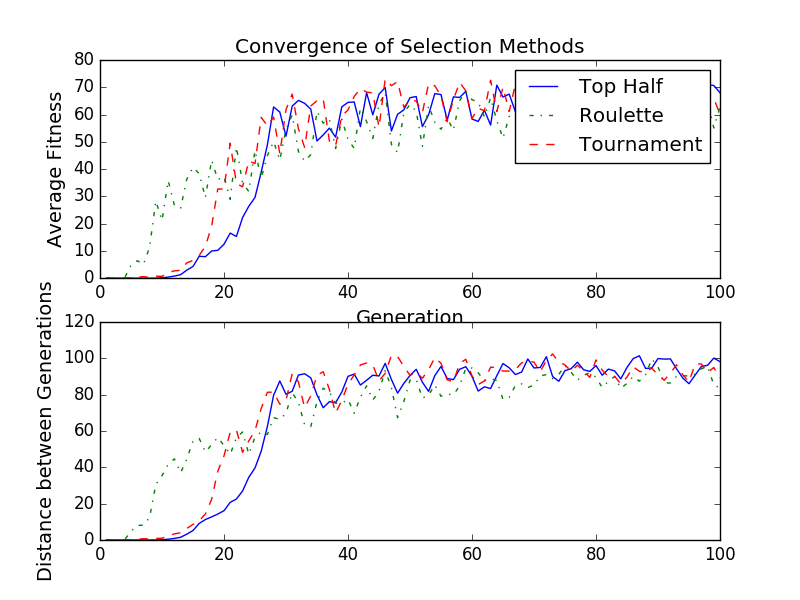 Convergence of Selection Methods
Average Fitness
80
70
60
50
40
30
20
10
0
Top Half
Roulette
Tournament
0 20 40 60 80 100
Generation
Distance between Generations
120
100
80
60
40
20
0
0 20 40 60 80 100